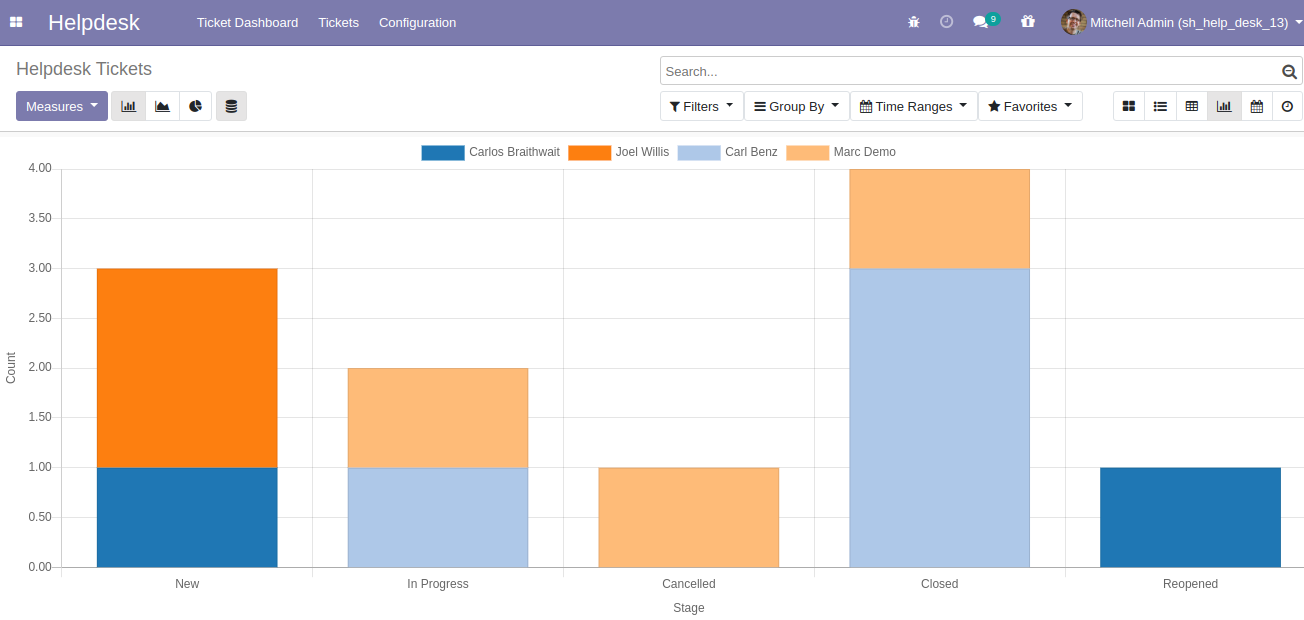 Helpdesk Ticket Dashboard Tickets Configuration 9 Mitchell Admin (sh_help_desk_13)
Helpdesk Tickets
Search...
Measures Filters Group By Time Ranges Favorites
Carlos Braithwait Joel Willis Carl Benz Marc Demo
4.00
3.50
3.00
2.50
2.00
Count
1.50
1.00
0.50
0.00
New In Progress Cancelled Closed Reopened
Stage